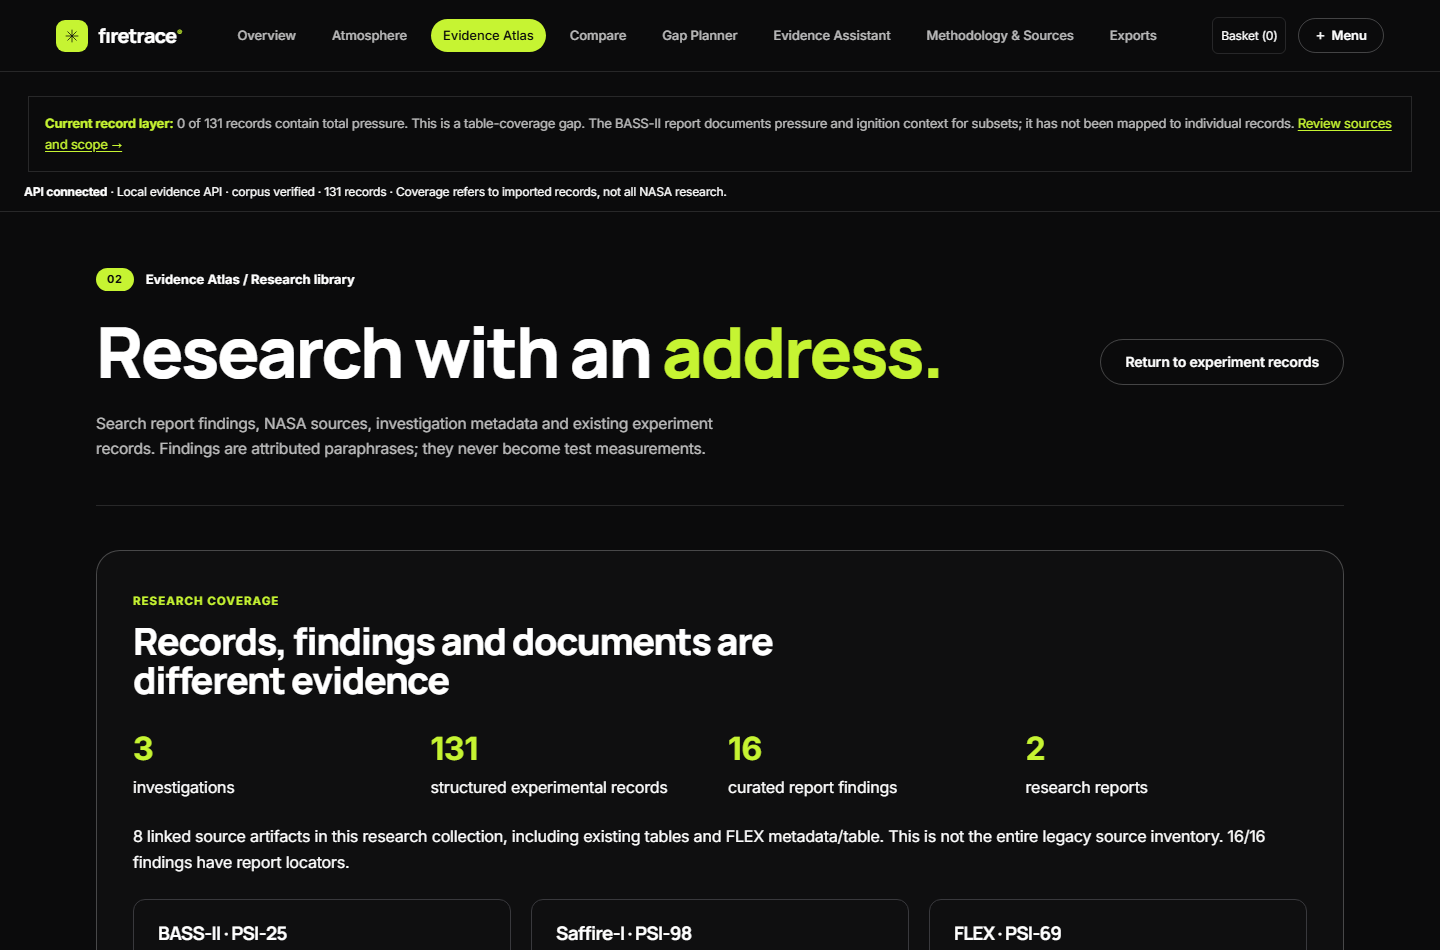 firetrace
Overview
Atmosphere
Evidence Atlas
Compare
Gap Planner
Evidence Assistant
Methodology & Sources
Exports
Basket (0)
+ Menu
Current record layer: 0 of 131 records contain total pressure. This is a table-coverage gap. The BASS-II report documents pressure and ignition context for subsets; it has not been mapped to individual records. Review sources
and scope →
API connected · Local evidence API · corpus verified · 131 records · Coverage refers to imported records, not all NASA research.
02 Evidence Atlas / Research library
Research with an address.
Return to experiment records
Search report findings, NASA sources, investigation metadata and existing experiment
records. Findings are attributed paraphrases; they never become test measurements.
RESEARCH COVERAGE
Records, findings and documents are
different evidence
3
investigations
131
structured experimental records
16
curated report findings
2
research reports
8 linked source artifacts in this research collection, including existing tables and FLEX metadata/table. This is not the entire legacy source inventory. 16/16
findings have report locators.
BASS-II · PSI-25
Saffire-I · PSI-98
FLEX · PSI-69